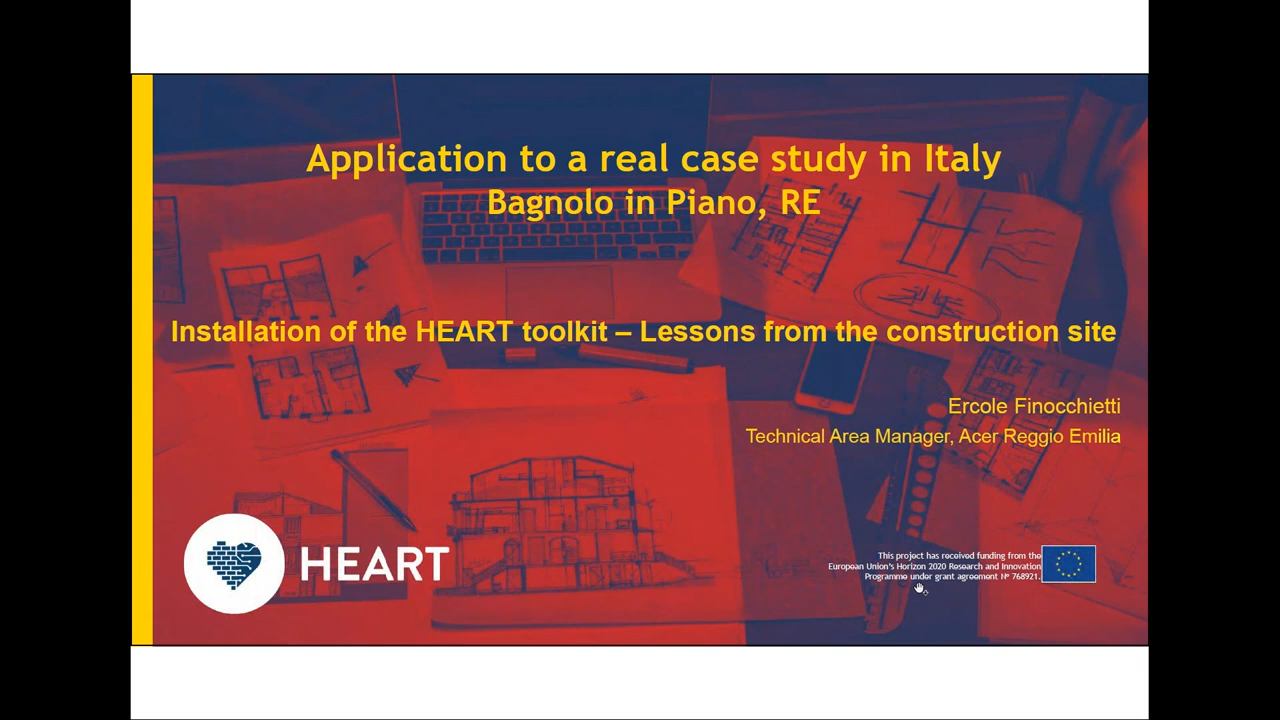 Application to a real case study in Italy
Bagnolo in Piano, RE
Installation of the HEART toolkit – Lessons from the construction site
Ercole Finocchietti
Technical Area Manager, Acer Reggio Emilia
HEART
This project has received funding from the
European Union's Horizon 2020 Research and Innovation
Programme under grant agreement N° 768921.